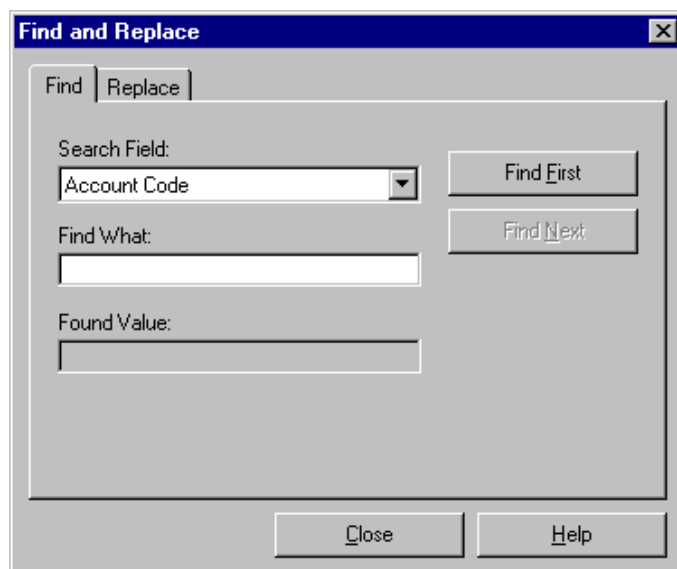 Find and Replace
Find Replace
Search Field:
Account Code
Find First
Find What:
Find Next
Found Value:
Close Help